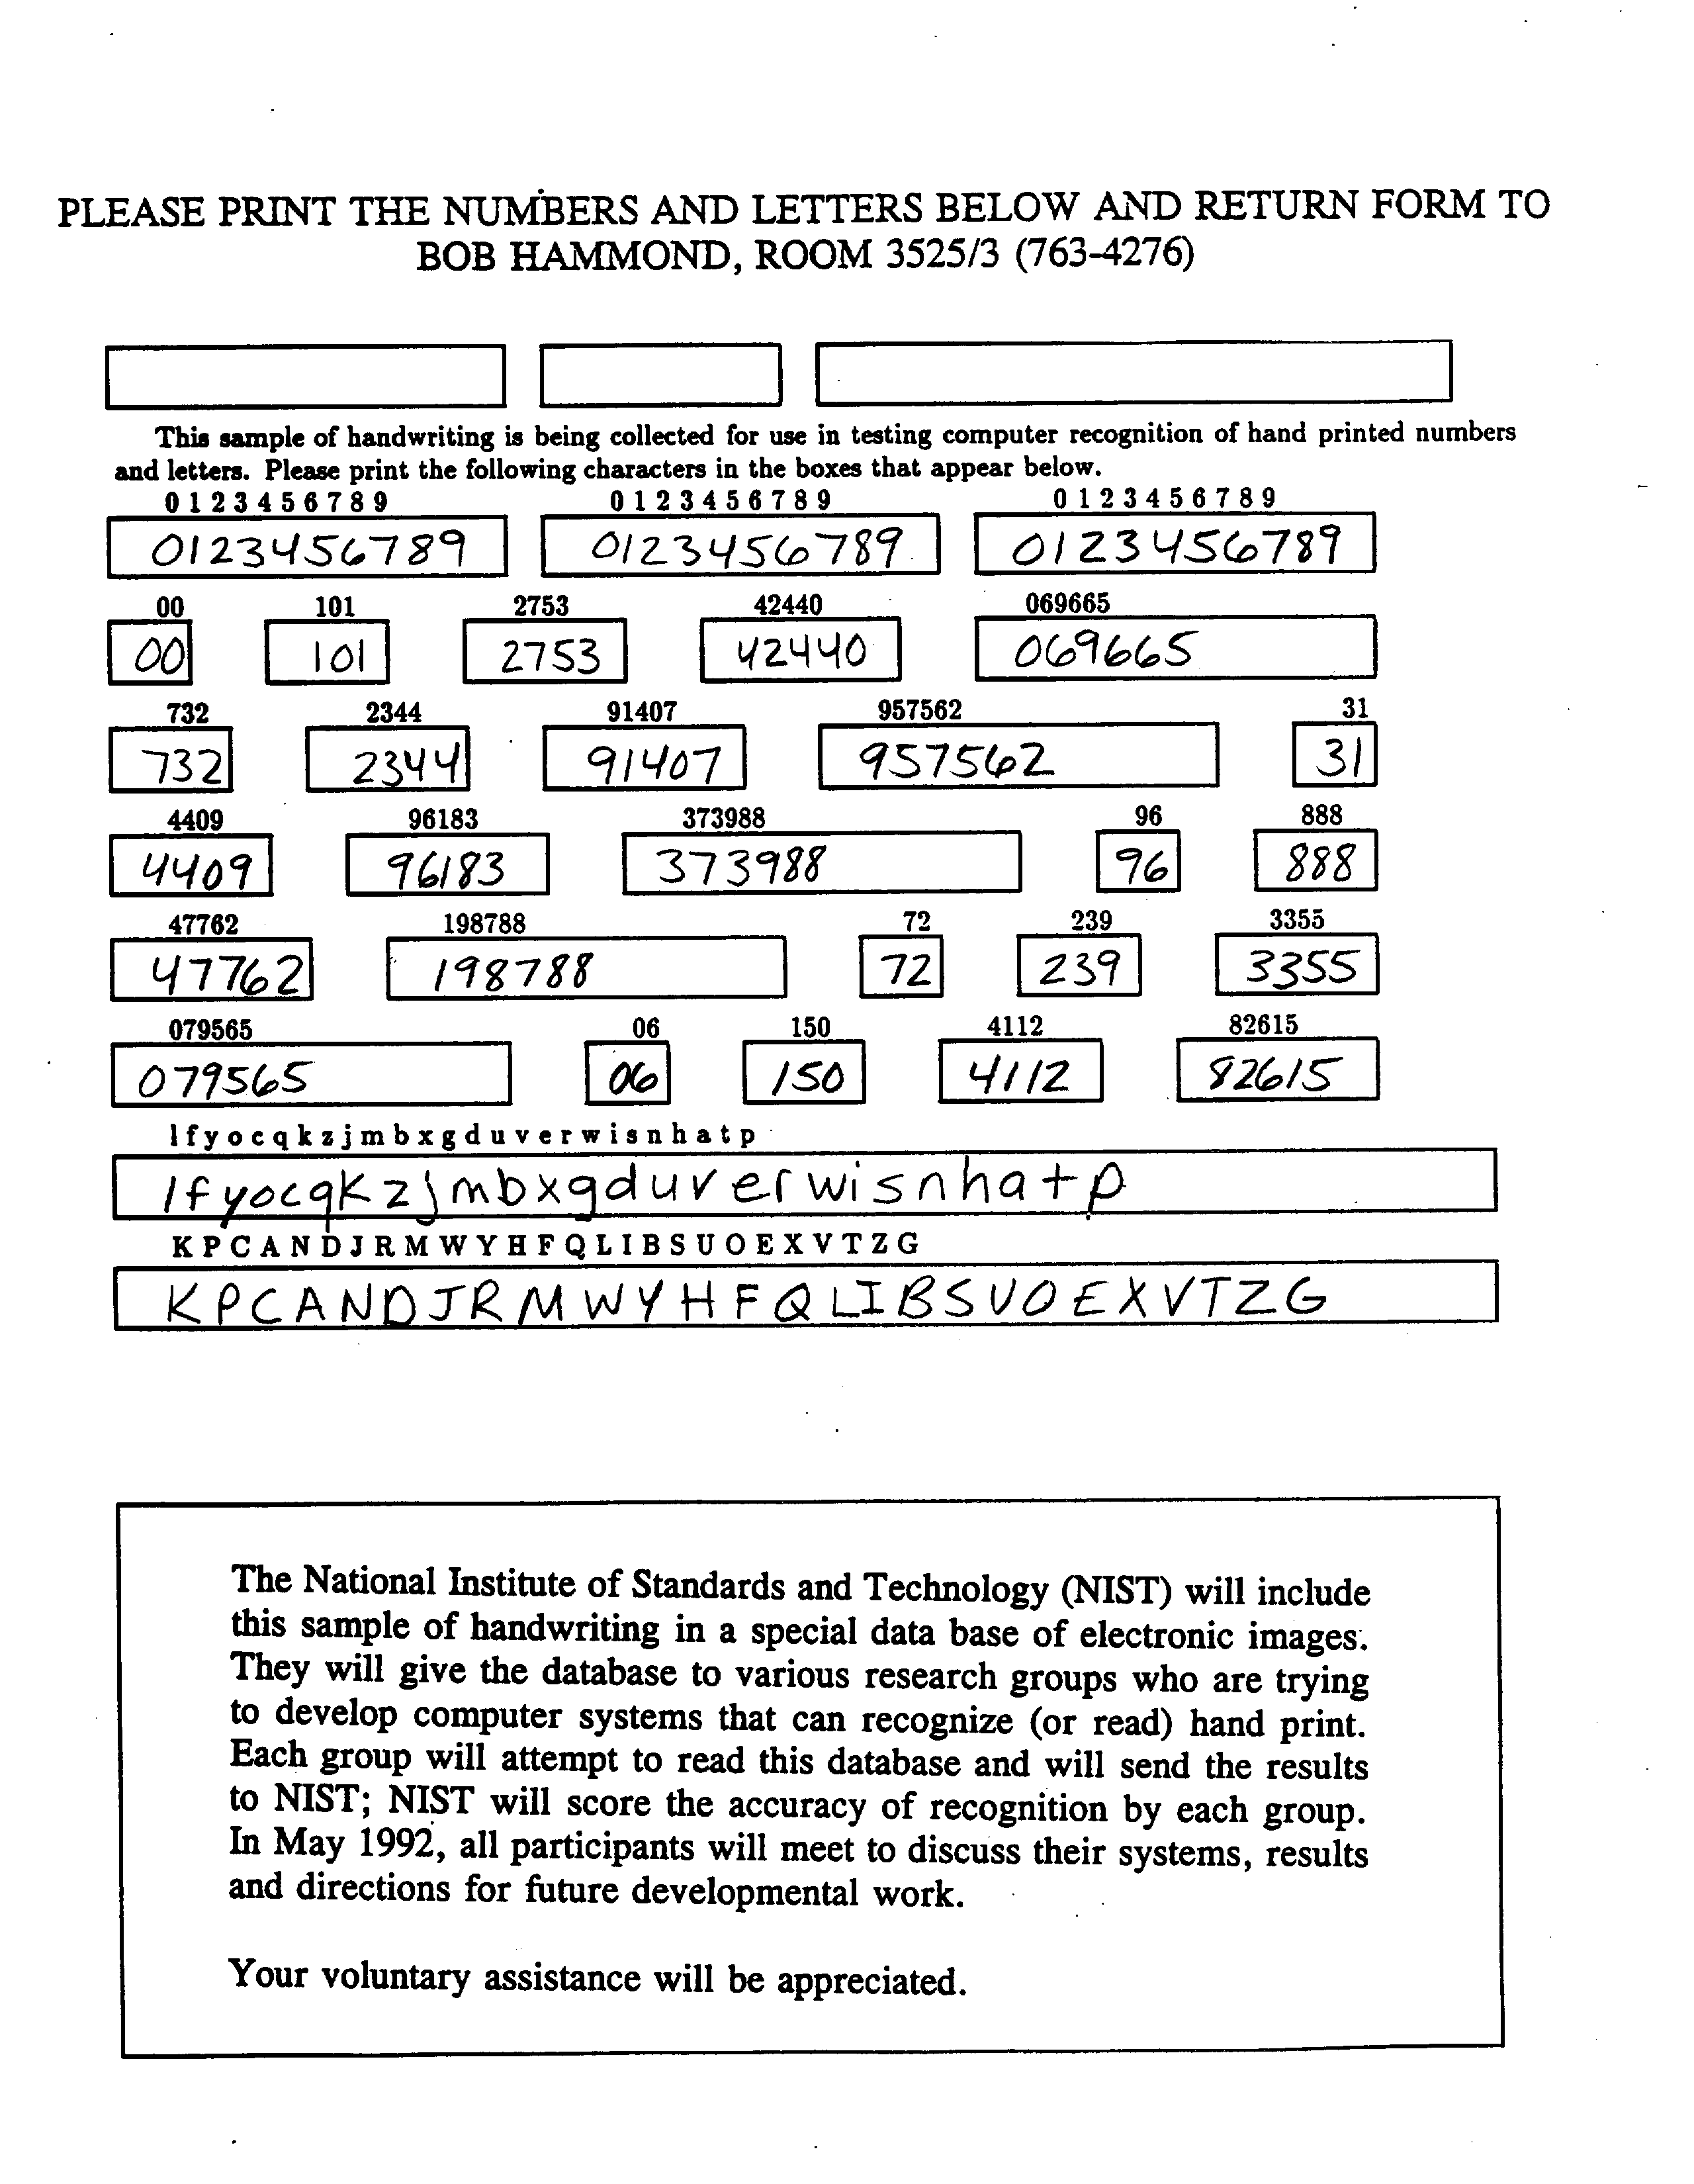 PLEASE PRINT THE NUMBERS AND LETTERS BELOW AND RETURN FORM TO
BOB HAMMOND, ROOM 3525/3 (763-4276)
This sample of handwriting is being collected for use in testing computer recognition of hand printed numbers
and letters. Please print the following characters in the boxes that appear below.
0 1 2 3 4 5 6 7 8 9 0 1 2 3 4 5 6 7 8 9 0 1 2 3 4 5 6 7 8 9
0123456789 0123456789 0123456789
00 101 2753 42440 069665
00 101 2753 42440 069665
732 2344 91407 957562 31
732 2344 91407 957562 31
4409 96183 373988 96 888
4409 96183 373988 96 888
47762 198788 72 239 3355
47762 198788 72 239 3355
079565 06 150 4112 82615
079565 06 150 4112 82615
l f y o c q k z j m b x g d u v e r w i s n h a t p
l f y o c q k z j m b x g d u v e r w i s n h a t p
K P C A N D J R M W Y H F Q L I B S U O E X V T Z G
K P C A N D J R M W Y H F Q L I B S U O E X V T Z G
The National Institute of Standards and Technology (NIST) will include
this sample of handwriting in a special data base of electronic images.
They will give the database to various research groups who are trying
to develop computer systems that can recognize (or read) hand print.
Each group will attempt to read this database and will send the results
to NIST; NIST will score the accuracy of recognition by each group.
In May 1992, all participants will meet to discuss their systems, results
and directions for future developmental work.
Your voluntary assistance will be appreciated.